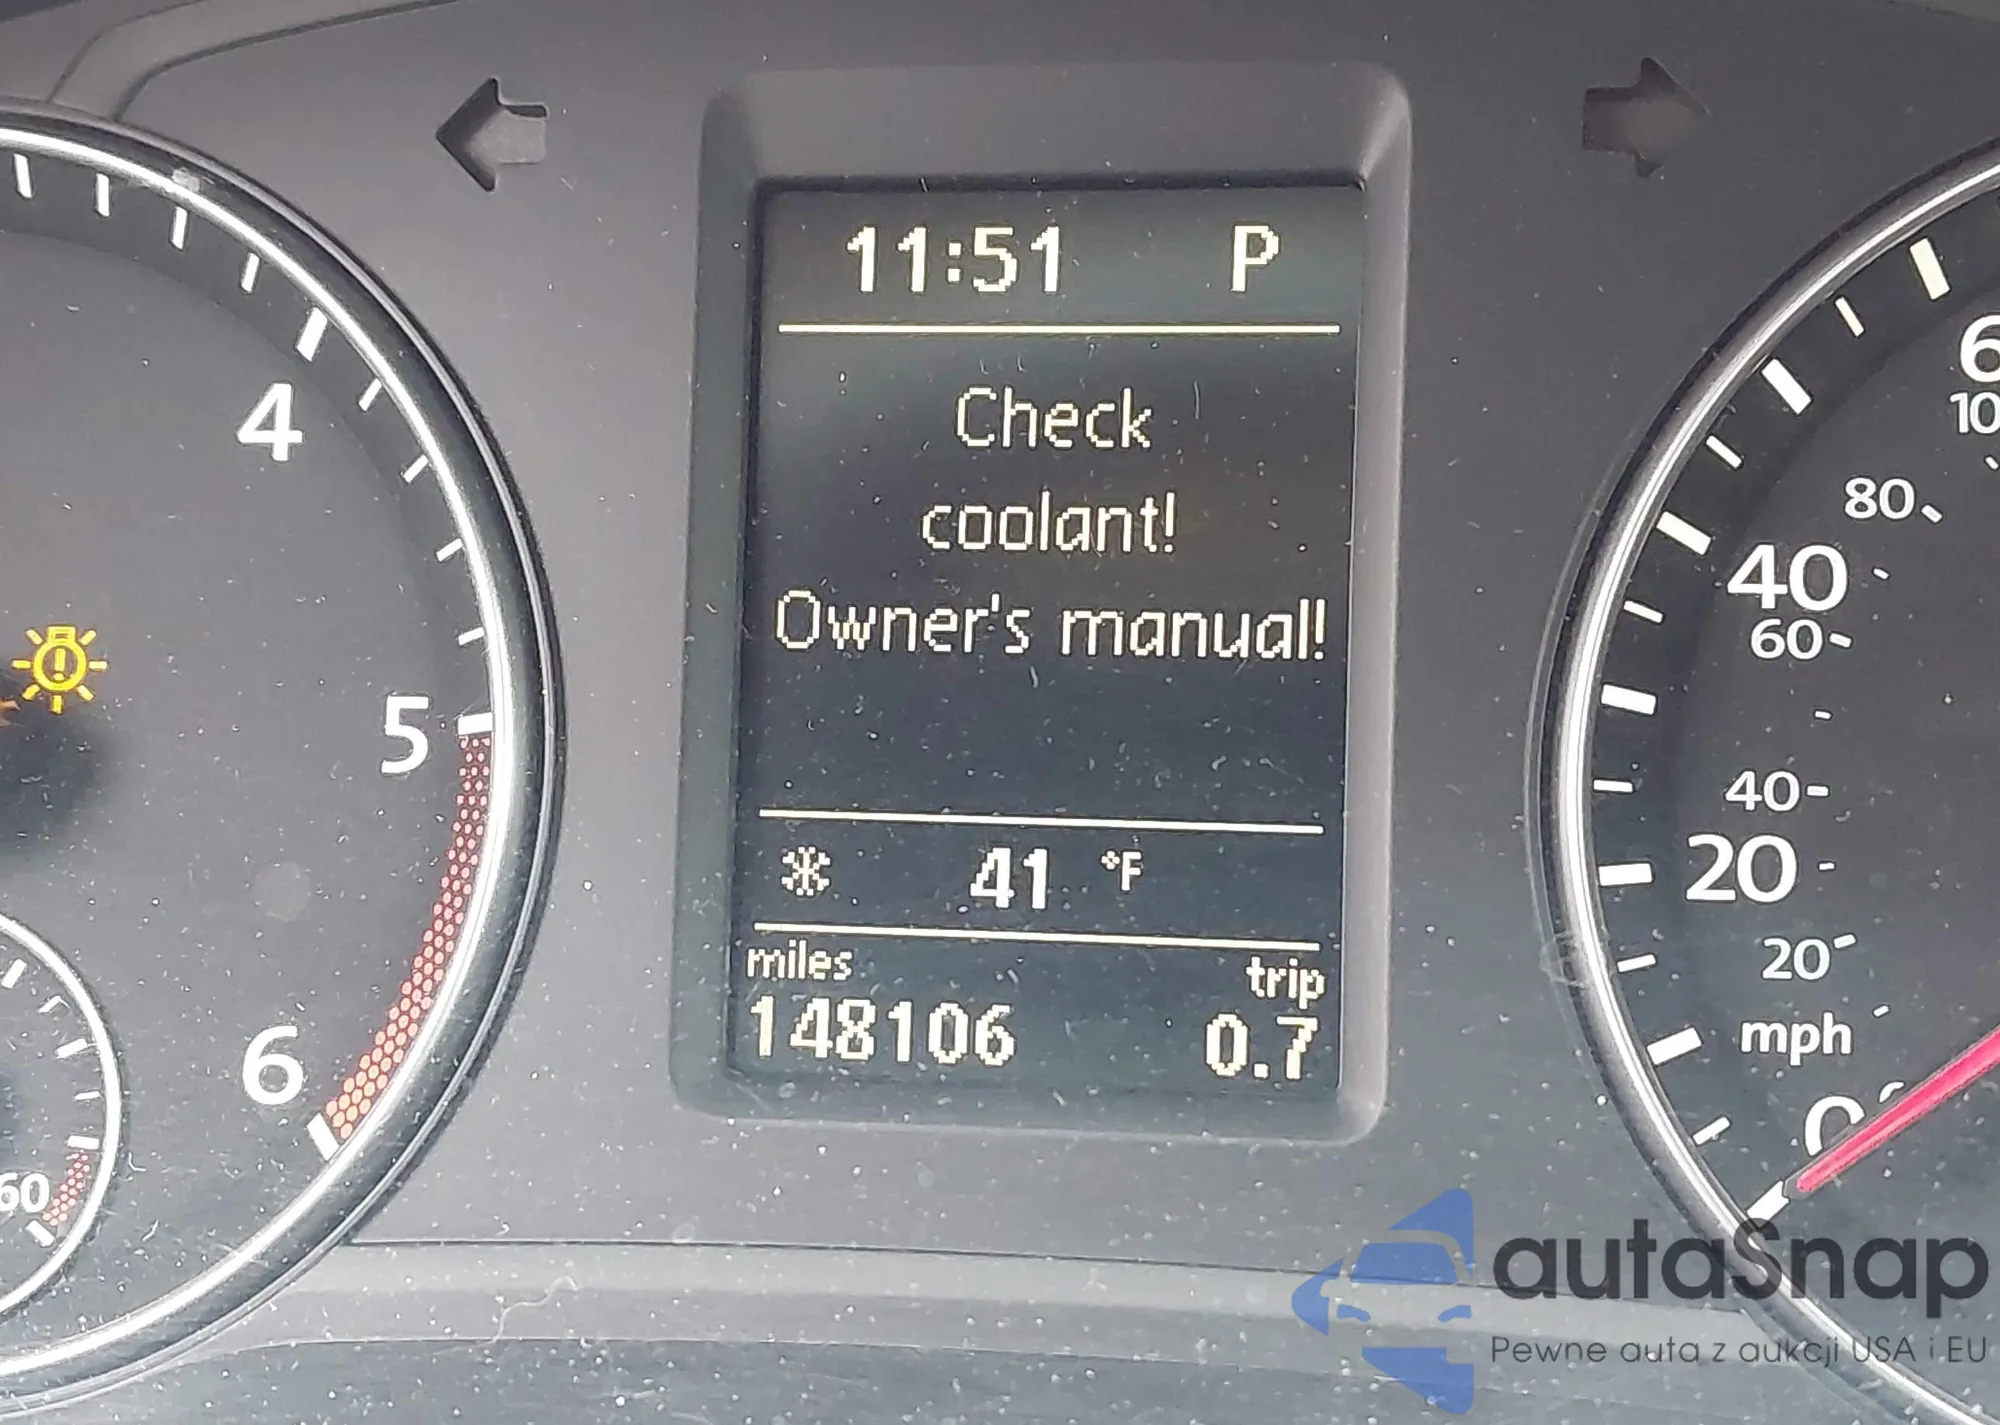 11:51 P
Check
coolant!
Owner's manual!
41 °F
miles trip
148106 0.7
4
5
6
60
80
40
60
40
20
20
mph
autaSnap
Pewne auta z aukcji USA i EU